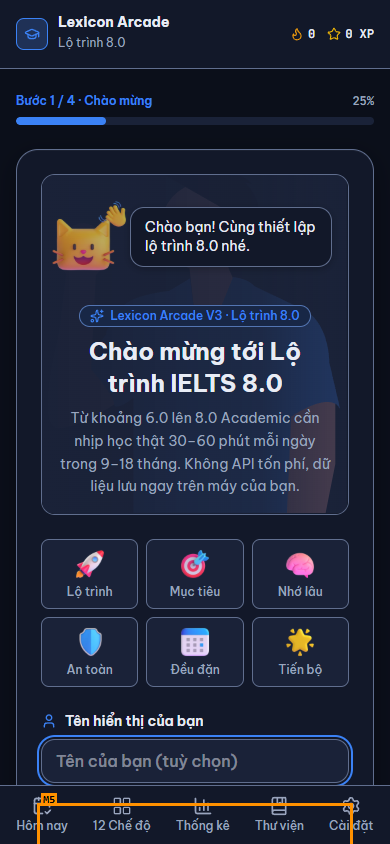 Lexicon Arcade
Lộ trình 8.0
0
0 XP
Bước 1 / 4 · Chào mừng
25%
Chào bạn! Cùng thiết lập
lộ trình 8.0 nhé.
Lexicon Arcade V3 · Lộ trình 8.0
Chào mừng tới Lộ
trình IELTS 8.0
Từ khoảng 6.0 lên 8.0 Academic cần
nhịp học thật 30–60 phút mỗi ngày
trong 9–18 tháng. Không API tốn phí, dữ
liệu lưu ngay trên máy của bạn.
Lộ trình
Mục tiêu
Nhớ lâu
An toàn
Đều đặn
Tiến bộ
Tên hiển thị của bạn
Tên của bạn (tuỳ chọn)
M5
Hôm nay
12 Chế độ
Thống kê
Thư viện
Cài đặt